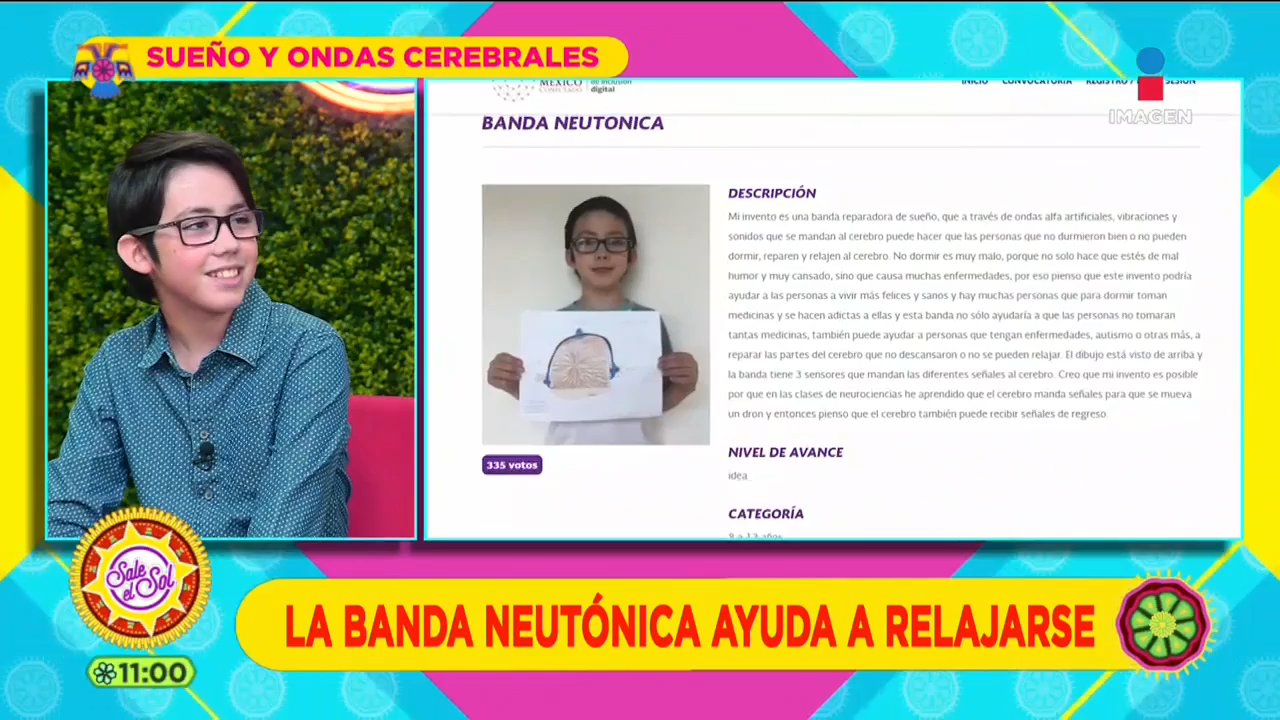 SUEÑO Y ONDAS CEREBRALES
MÉXICO
CONECTADO
de inclusión
digital
INICIO CONVOCATORIA REGISTRO / SESIÓN
IMAGEN
BANDA NEUTONICA
DESCRIPCIÓN
Mi invento es una banda reparadora de sueño, que a través de ondas alfa artificiales, vibraciones y
sonidos que se mandan al cerebro puede hacer que las personas que no durmieron bien o no pueden
dormir, reparen y relajen al cerebro. No dormir es muy malo, porque no solo hace que estés de mal
humor y muy cansado, sino que causa muchas enfermedades, por eso pienso que este invento podría
ayudar a las personas a vivir más felices y sanos y hay muchas personas que para dormir toman
medicinas y se hacen adictas a ellas y esta banda no sólo ayudaría a que las personas no tomaran
tantas medicinas, también puede ayudar a personas que tengan enfermedades, autismo o otras más, a
reparar las partes del cerebro que no descansaron o no se pueden relajar. El dibujo está visto de arriba y
la banda tiene 3 sensores que mandan las diferentes señales al cerebro. Creo que mi invento es posible
por que en las clases de neurociencias he aprendido que el cerebro manda señales para que se mueva
un dron y entonces pienso que el cerebro también puede recibir señales de regreso.
335 votos
NIVEL DE AVANCE
idea
CATEGORÍA
Sale
el Sol
LA BANDA NEUTÓNICA AYUDA A RELAJARSE
11:00